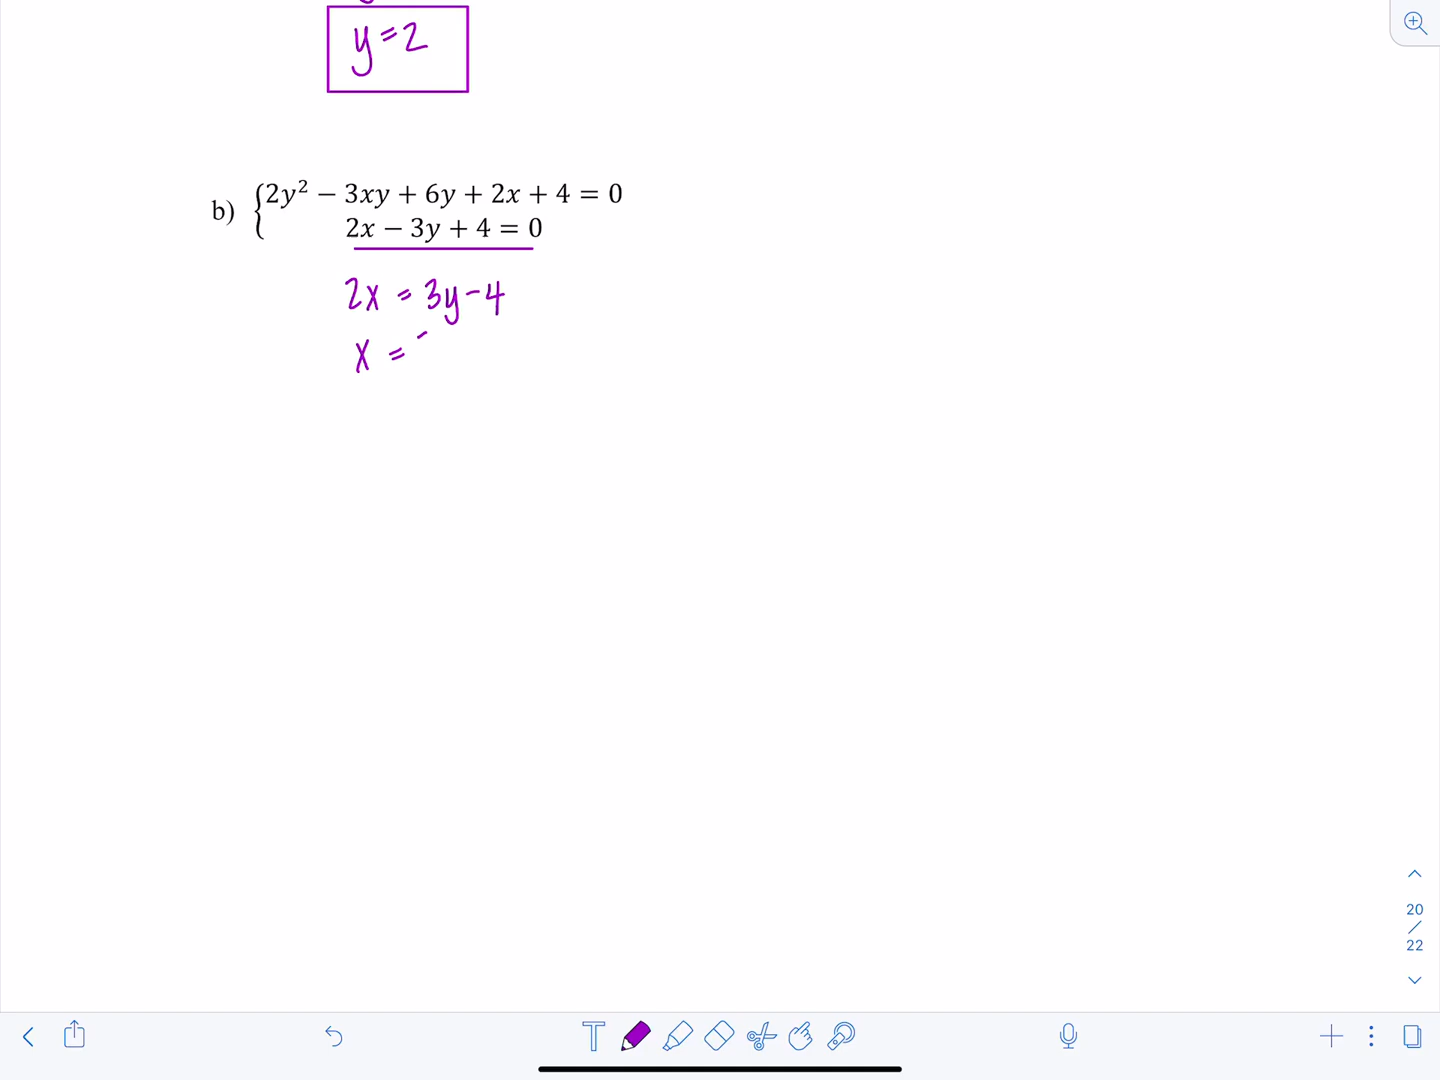 y=2
b) {2y² − 3xy + 6y + 2x + 4 = 0
2x − 3y + 4 = 0
2x = 3y-4
x =
20
/
22
T